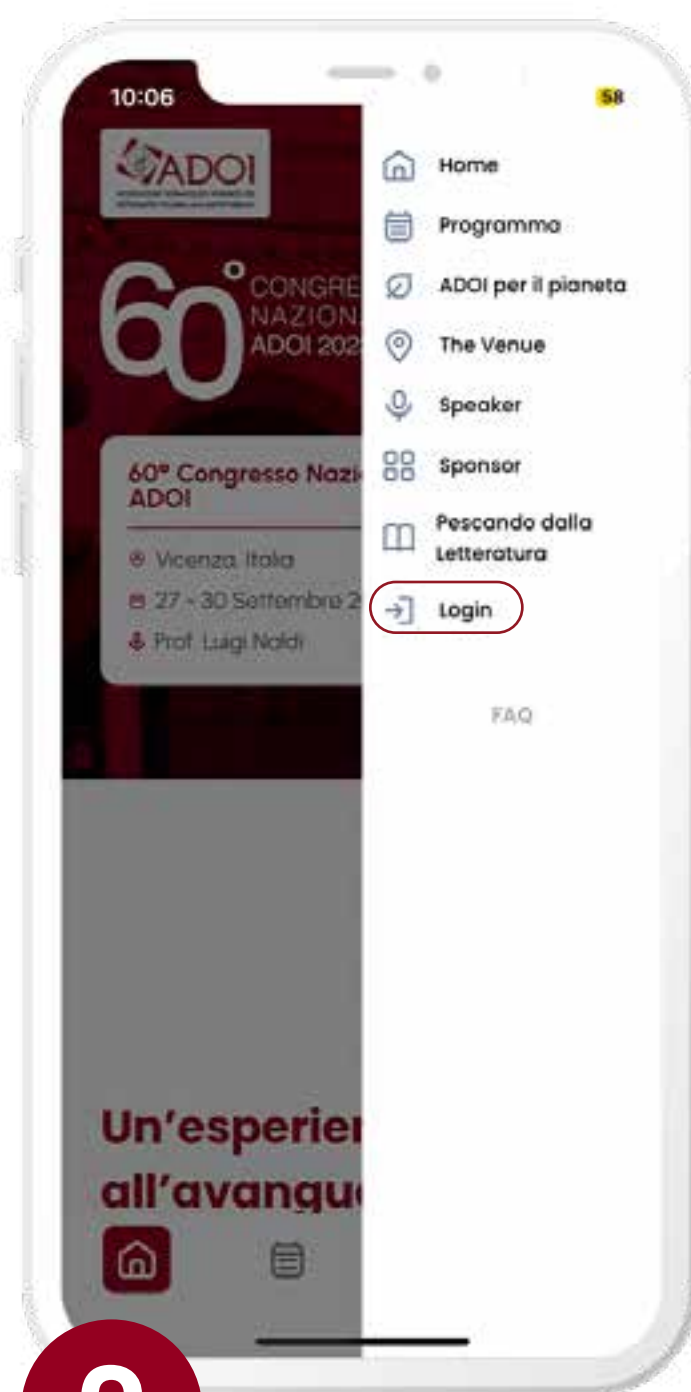 10:06
58
ADOI
60°
CONGRE
NAZION
ADOI 202
60° Congresso Nazi
ADOI
Vicenza, Italia
27 - 30 Settembre 2
Prof. Luigi Naldi
Home
Programma
ADOI per il pianeta
The Venue
Speaker
Sponsor
Pescando dalla
Letteratura
Login
FAQ
Un'esperie
all'avangu